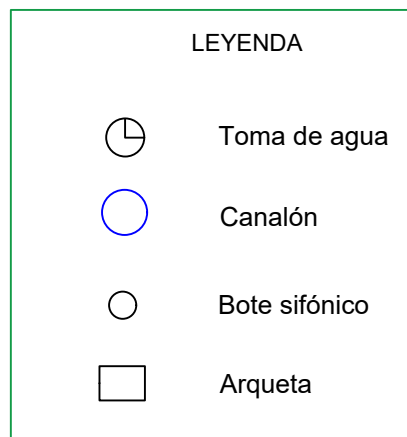 LEYENDA
Toma de agua
Canalón
Bote sifónico
Arqueta